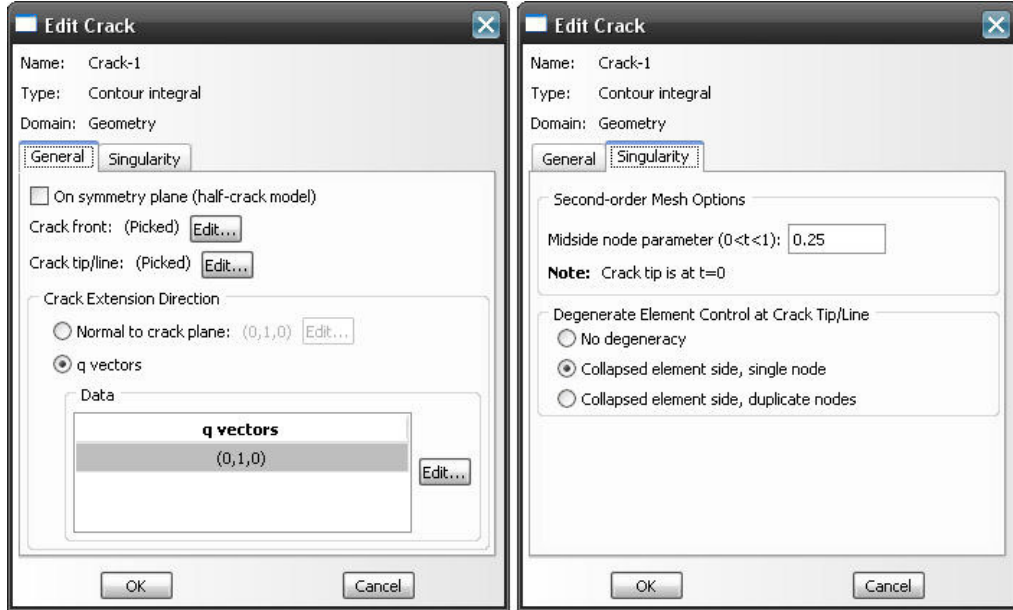 Edit Crack
Name: Crack-1
Type: Contour integral
Domain: Geometry
General Singularity
On symmetry plane (half-crack model)
Crack front: (Picked) Edit...
Crack tip/line: (Picked) Edit...
Crack Extension Direction
Normal to crack plane: (0,1,0) Edit...
q vectors
Data
q vectors
(0,1,0)
Edit...
OK Cancel
Edit Crack
Name: Crack-1
Type: Contour integral
Domain: Geometry
General Singularity
Second-order Mesh Options
Midside node parameter (0<t<1): 0.25
Note: Crack tip is at t=0
Degenerate Element Control at Crack Tip/Line
No degeneracy
Collapsed element side, single node
Collapsed element side, duplicate nodes
OK Cancel